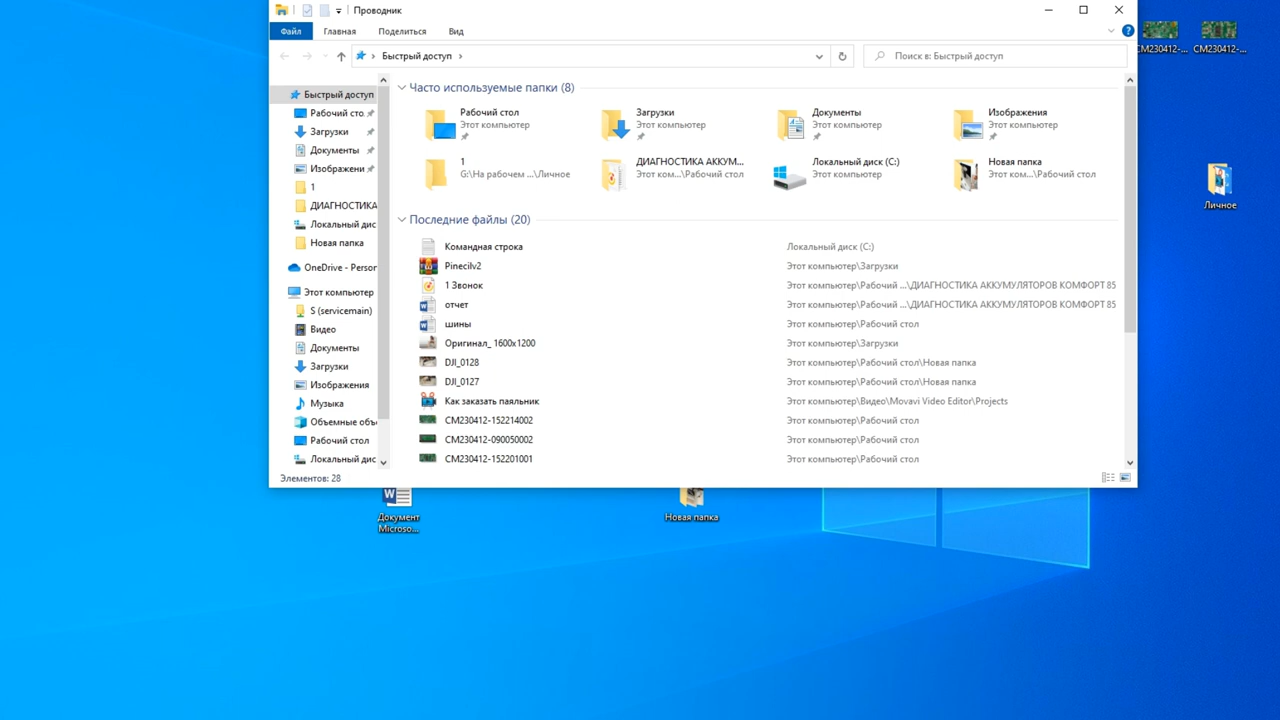 Проводник
Файл
Главная
Поделиться
Вид
Быстрый доступ
Поиск в: Быстрый доступ
Быстрый доступ
Рабочий сто.
Загрузки
Документы
Изображени
1
ДИАГНОСТИКА
Локальный дис
Новая папка
OneDrive - Person
Этот компьютер
S (servicemain)
Видео
Документы
Загрузки
Изображения
Музыка
Объемные объ
Рабочий стол
Локальный дис
Часто используемые папки (8)
Рабочий стол
Этот компьютер
Загрузки
Этот компьютер
Документы
Этот компьютер
Изображения
Этот компьютер
1
G:\На рабочем ...\Личное
ДИАГНОСТИКА АККУМ...
Этот ком...\Рабочий стол
Локальный диск (C:)
Этот компьютер
Новая папка
Этот ком...\Рабочий стол
Последние файлы (20)
Командная строка Локальный диск (C:)
Pinecilv2 Этот компьютер\Загрузки
1 Звонок Этот компьютер\Рабочий ...\ДИАГНОСТИКА АККУМУЛЯТОРОВ КОМФОРТ 85
отчет Этот компьютер\Рабочий ...\ДИАГНОСТИКА АККУМУЛЯТОРОВ КОМФОРТ 85
шины Этот компьютер\Рабочий стол
Оригинал_ 1600x1200 Этот компьютер\Загрузки
DJI_0128 Этот компьютер\Рабочий стол\Новая папка
DJI_0127 Этот компьютер\Рабочий стол\Новая папка
Как заказать паяльник Этот компьютер\Видео\Movavi Video Editor\Projects
CM230412-152214002 Этот компьютер\Рабочий стол
CM230412-090050002 Этот компьютер\Рабочий стол
CM230412-152201001 Этот компьютер\Рабочий стол
Элементов: 28
CM230412-...
CM230412-...
Личное
Документ
Microso...
Новая папка